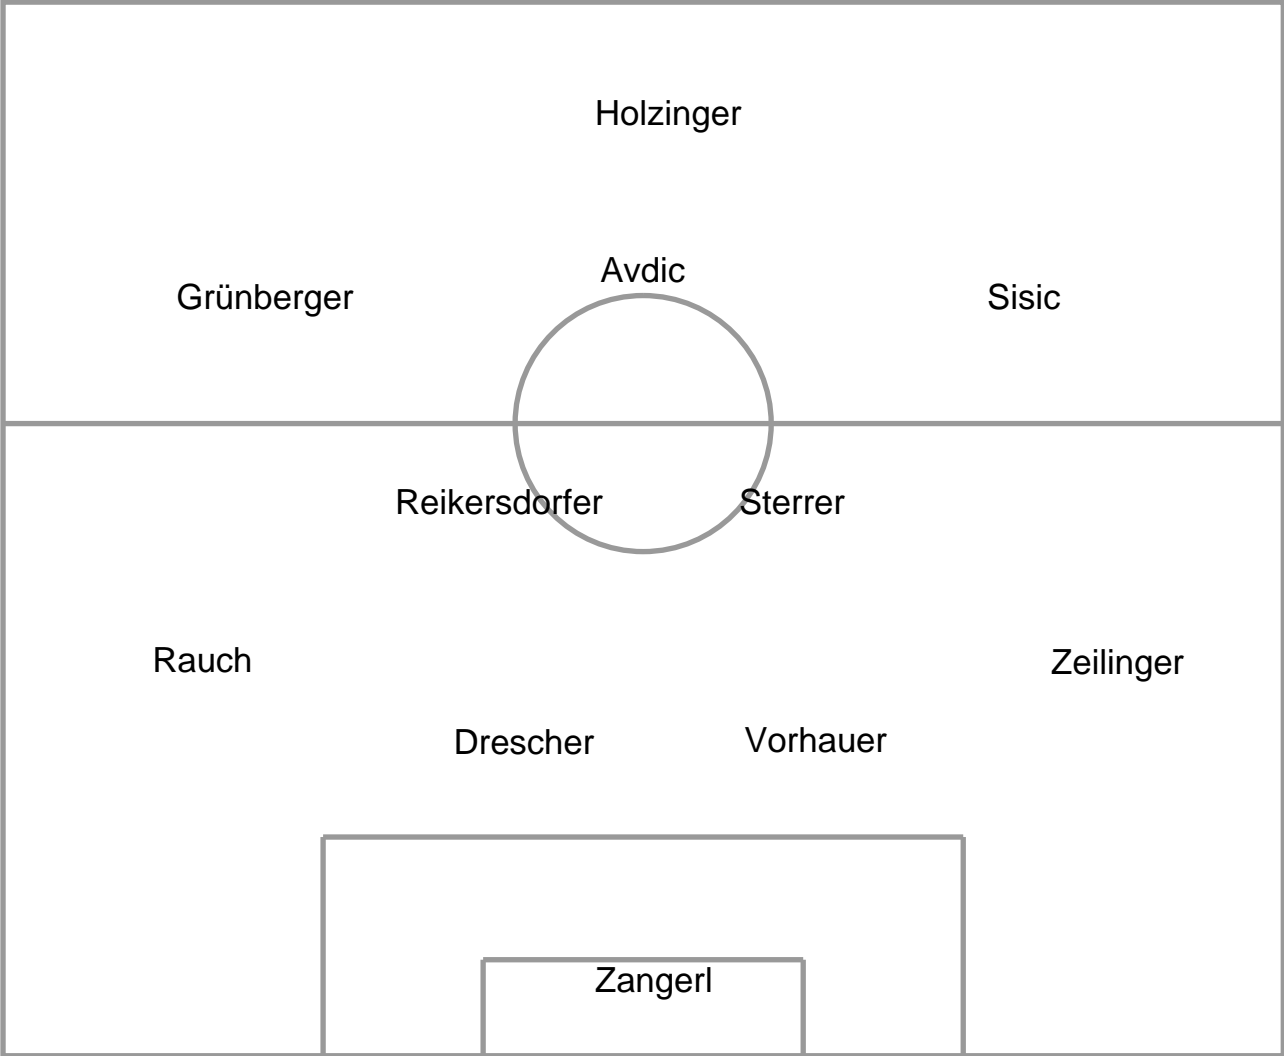 Holzinger
Avdic
Grünberger
Sisic
Reikersdorfer
Sterrer
Rauch
Zeilinger
Drescher
Vorhauer
Zangerl